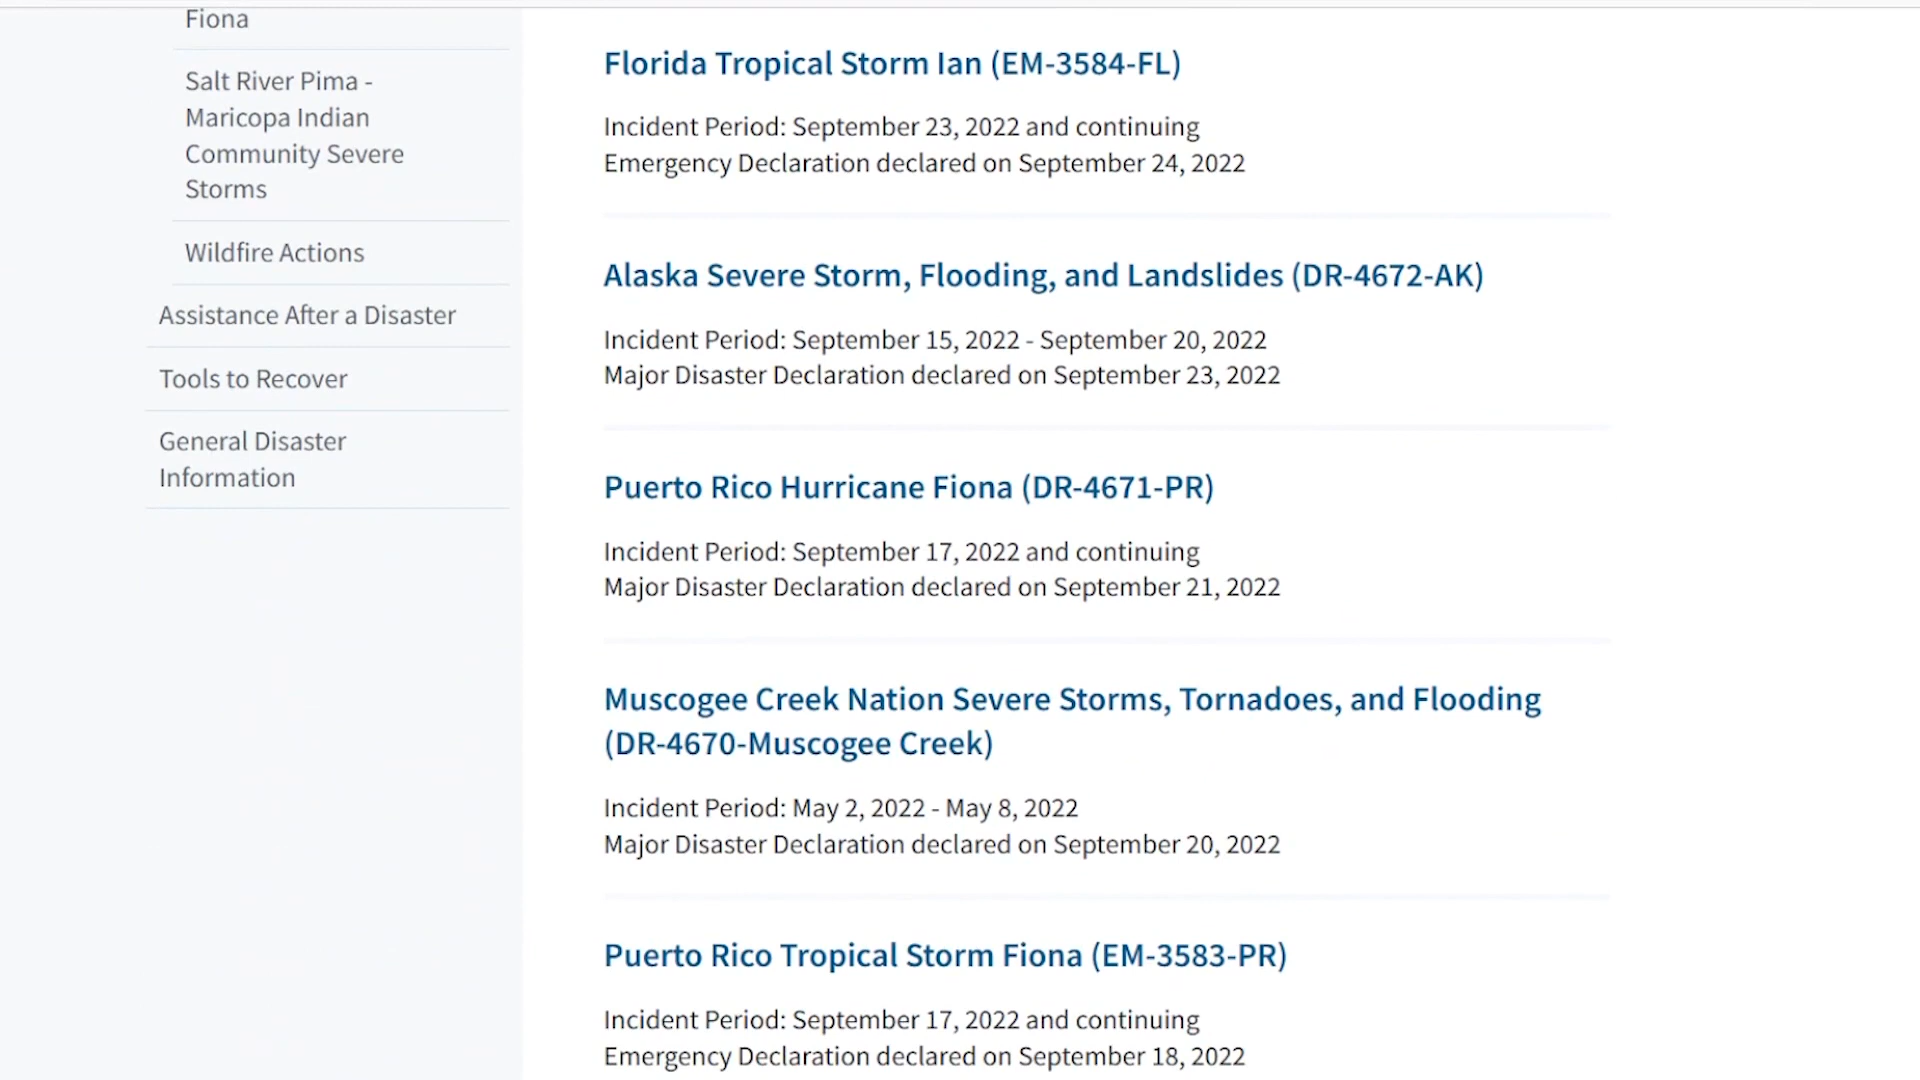 Fiona
Salt River Pima -
Maricopa Indian
Community Severe
Storms
Wildfire Actions
Assistance After a Disaster
Tools to Recover
General Disaster
Information
Florida Tropical Storm Ian (EM-3584-FL)
Incident Period: September 23, 2022 and continuing
Emergency Declaration declared on September 24, 2022
Alaska Severe Storm, Flooding, and Landslides (DR-4672-AK)
Incident Period: September 15, 2022 - September 20, 2022
Major Disaster Declaration declared on September 23, 2022
Puerto Rico Hurricane Fiona (DR-4671-PR)
Incident Period: September 17, 2022 and continuing
Major Disaster Declaration declared on September 21, 2022
Muscogee Creek Nation Severe Storms, Tornadoes, and Flooding
(DR-4670-Muscogee Creek)
Incident Period: May 2, 2022 - May 8, 2022
Major Disaster Declaration declared on September 20, 2022
Puerto Rico Tropical Storm Fiona (EM-3583-PR)
Incident Period: September 17, 2022 and continuing
Emergency Declaration declared on September 18, 2022